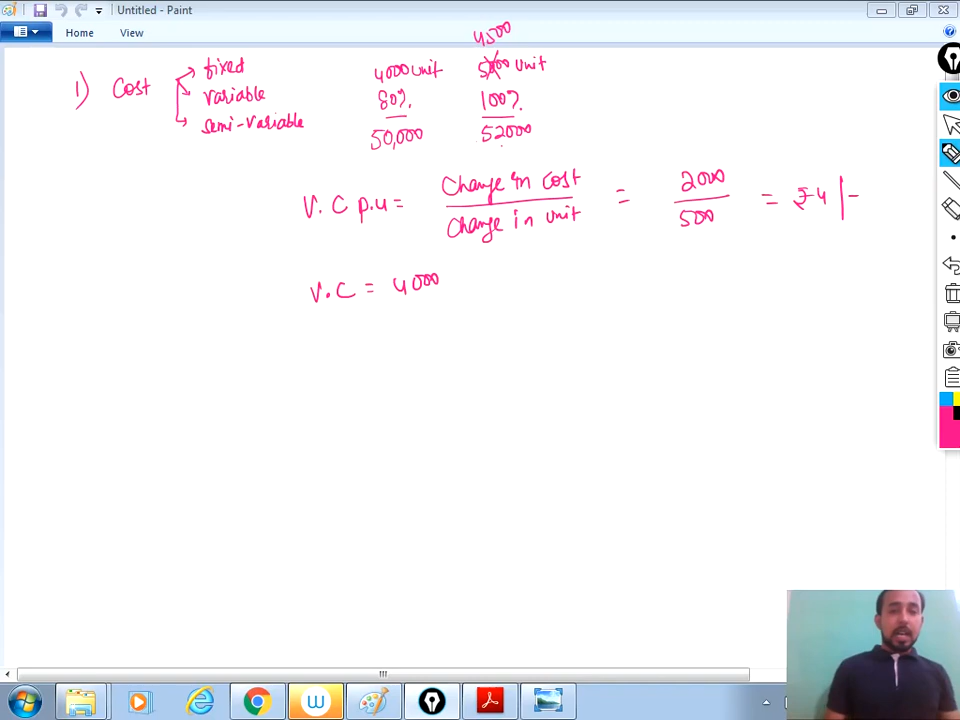 Untitled - Paint
Home View
4500
1) Cost fixed 4000 unit 5000 unit
variable 80% 100%
semi-variable 50,000 52000
V.C p.u = Change in cost / Change in unit = 2000 / 500 = ₹4/-
V.C = 4000
W